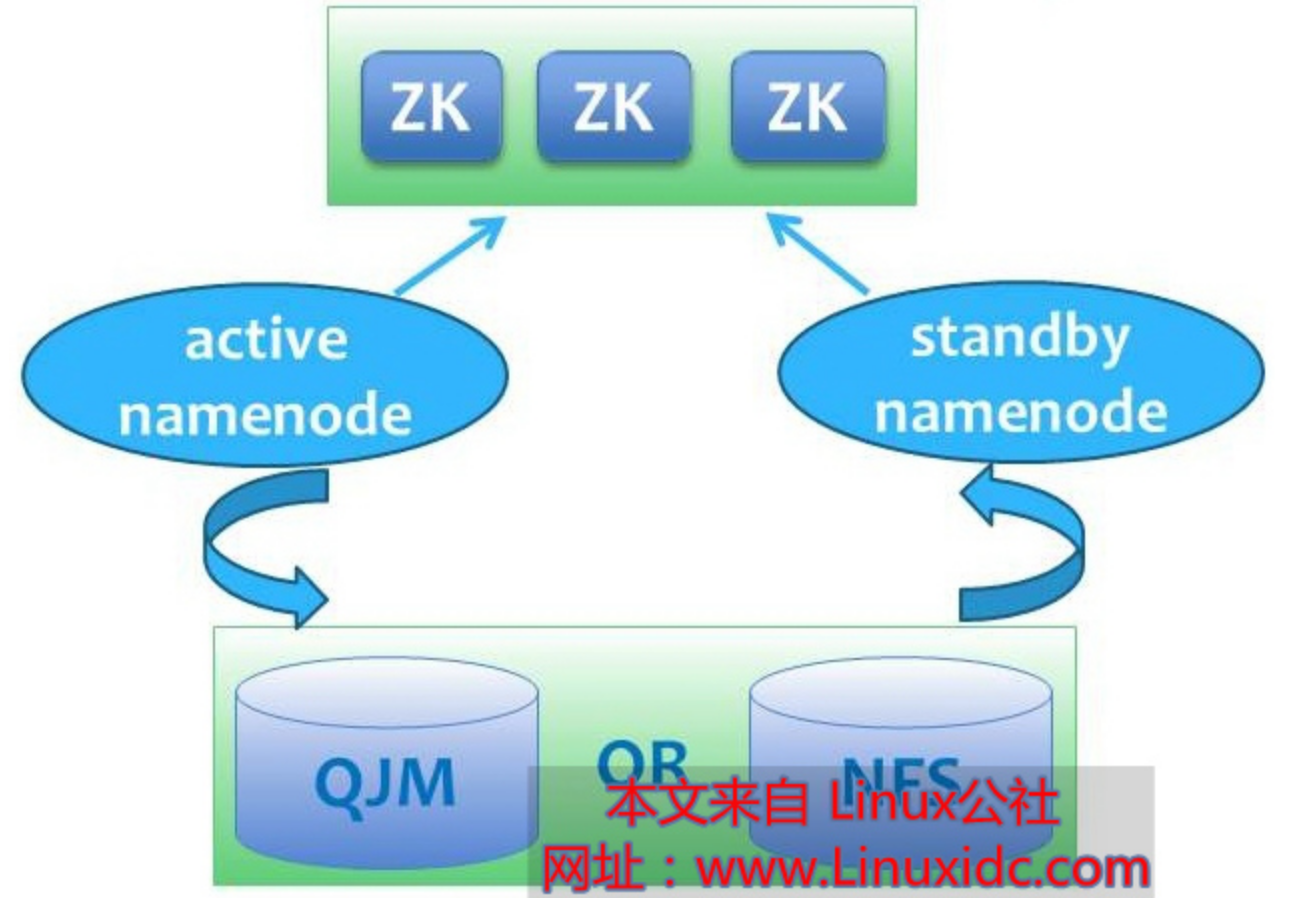 ZK ZK ZK
active
namenode
standby
namenode
QJM OR NFS
本文来自 Linux公社
网址：www.Linuxidc.com